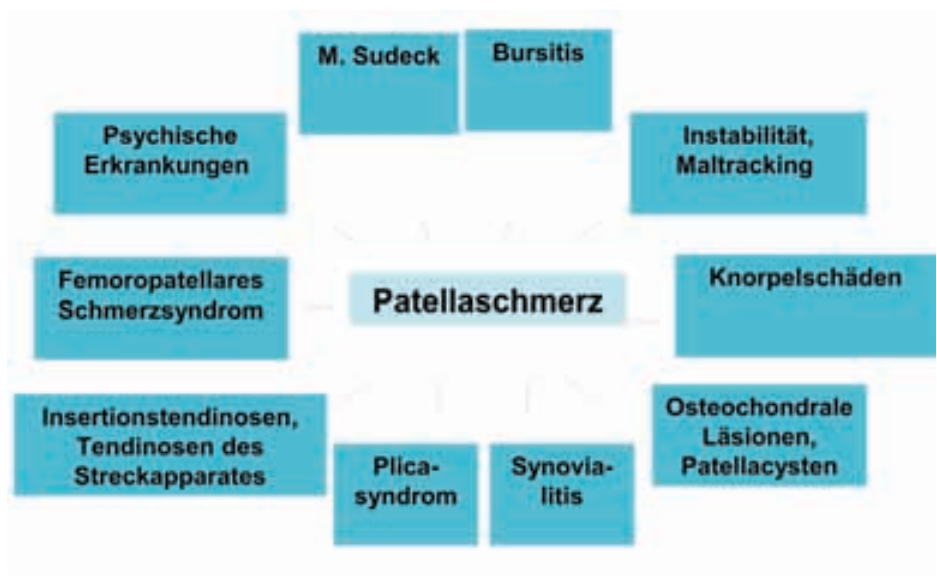 M. Sudeck
Bursitis
Psychische
Erkrankungen
Instabilität,
Maltracking
Femoropatellares
Schmerzsyndrom
Patellaschmerz
Knorpelschäden
Insertionstendinosen,
Tendinosen des
Streckapparates
Plica-
syndrom
Synovia-
litis
Osteochondrale
Läsionen,
Patellacysten